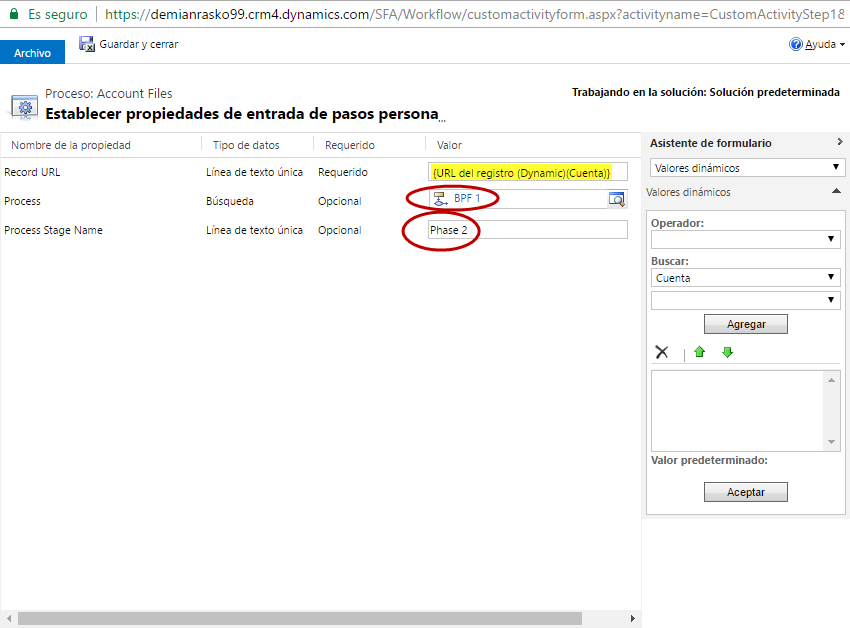 Es seguro https://demianrasko99.crm4.dynamics.com/SFA/Workflow/customactivityform.aspx?activityname=CustomActivityStep18
Archivo Guardar y cerrar Ayuda
Proceso: Account Files
Establecer propiedades de entrada de pasos persona...
Trabajando en la solución: Solución predeterminada
Nombre de la propiedad Tipo de datos Requerido Valor
Record URL Línea de texto única Requerido {URL del registro (Dynamic)(Cuenta)}
Process Búsqueda Opcional BPF 1
Process Stage Name Línea de texto única Opcional Phase 2
Asistente de formulario
Valores dinámicos
Valores dinámicos
Operador:
Buscar:
Cuenta
Agregar
Valor predeterminado:
Aceptar